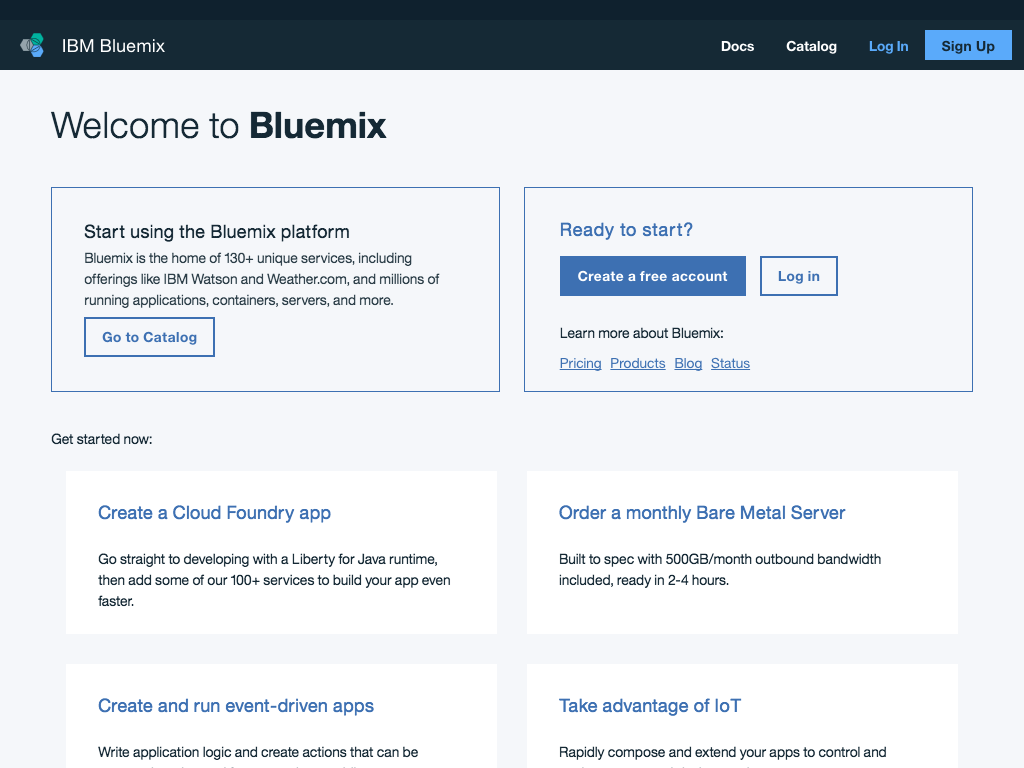 IBM Bluemix
Docs
Catalog
Log In
Sign Up
Welcome to Bluemix
Start using the Bluemix platform
Bluemix is the home of 130+ unique services, including
offerings like IBM Watson and Weather.com, and millions of
running applications, containers, servers, and more.
Go to Catalog
Ready to start?
Create a free account
Log in
Learn more about Bluemix:
Pricing Products Blog Status
Get started now:
Create a Cloud Foundry app
Go straight to developing with a Liberty for Java runtime,
then add some of our 100+ services to build your app even
faster.
Order a monthly Bare Metal Server
Built to spec with 500GB/month outbound bandwidth
included, ready in 2-4 hours.
Create and run event-driven apps
Write application logic and create actions that can be
Take advantage of IoT
Rapidly compose and extend your apps to control and